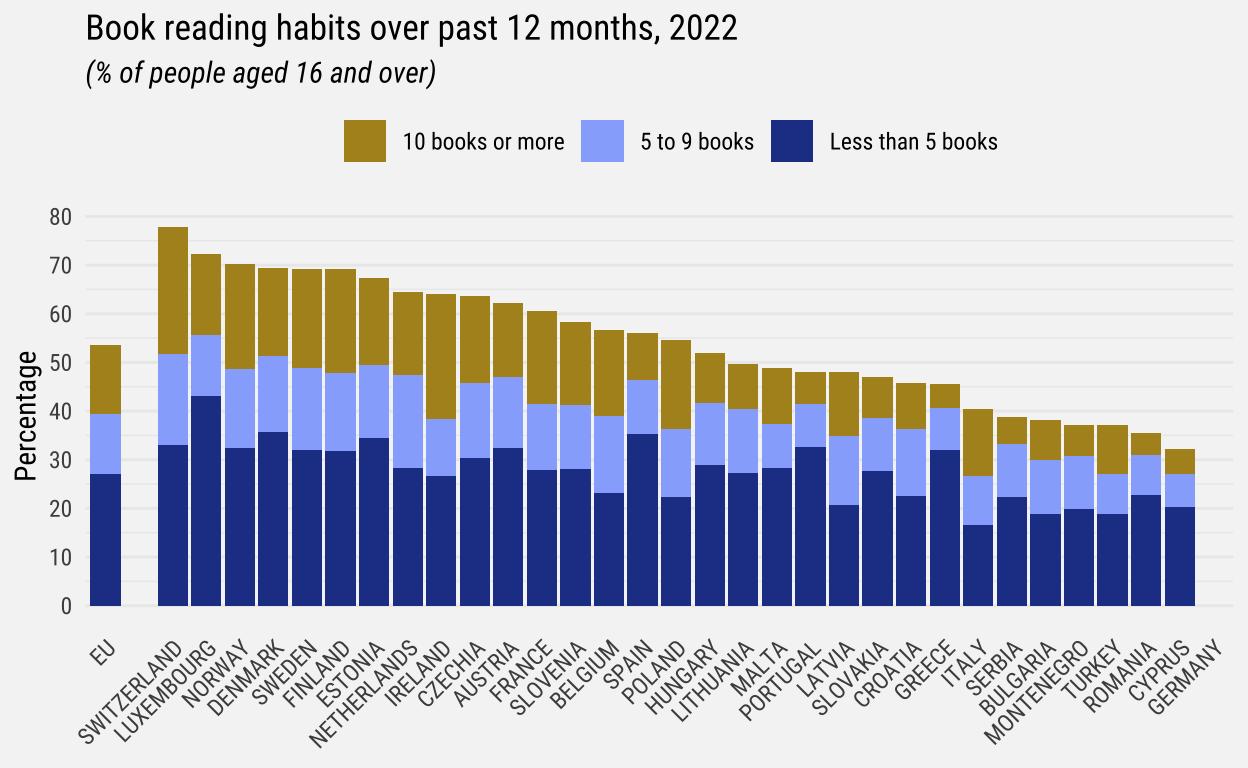 Book reading habits over past 12 months, 2022
(% of people aged 16 and over)
10 books or more 5 to 9 books Less than 5 books
Percentage
80
70
60
50
40
30
20
10
0
EU
SWITZERLAND
LUXEMBOURG
NORWAY
DENMARK
SWEDEN
FINLAND
ESTONIA
NETHERLANDS
IRELAND
CZECHIA
AUSTRIA
FRANCE
SLOVENIA
BELGIUM
SPAIN
POLAND
HUNGARY
LITHUANIA
MALTA
PORTUGAL
LATVIA
SLOVAKIA
CROATIA
GREECE
ITALY
SERBIA
BULGARIA
MONTENEGRO
TURKEY
ROMANIA
CYPRUS
GERMANY